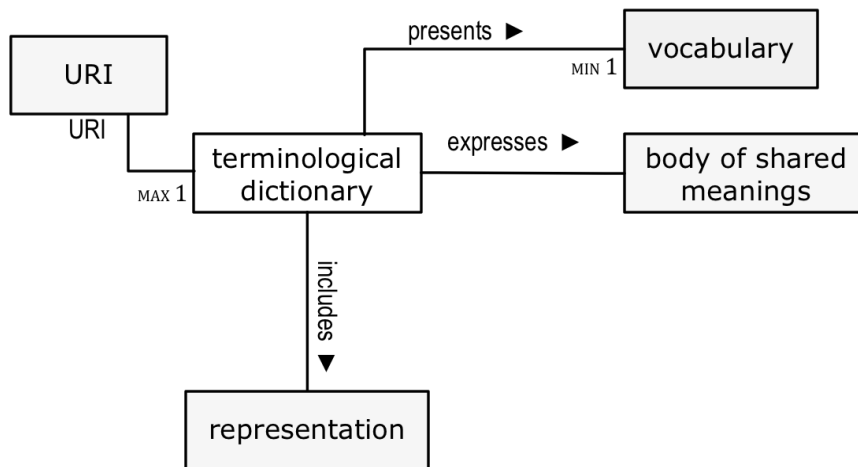 presents ►
vocabulary
URI
MIN 1
URI
terminological
dictionary
expresses ►
body of shared
meanings
MAX 1
includes ▼
representation